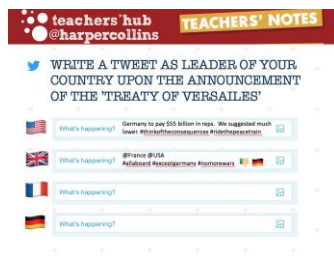 teachers'hub
@harpercollins
TEACHERS' NOTES
WRITE A TWEET AS LEADER OF YOUR
COUNTRY UPON THE ANNOUNCEMENT
OF THE 'TREATY OF VERSAILES'
What's happening?
Germany to pay $55 billion in reps. We suggested much
lower. #thinkoftheconsequences #ridethepeacetrain
What's happening?
@France @USA
#allaboard #exceptgermany #nomorewars
What's happening?
What's happening?